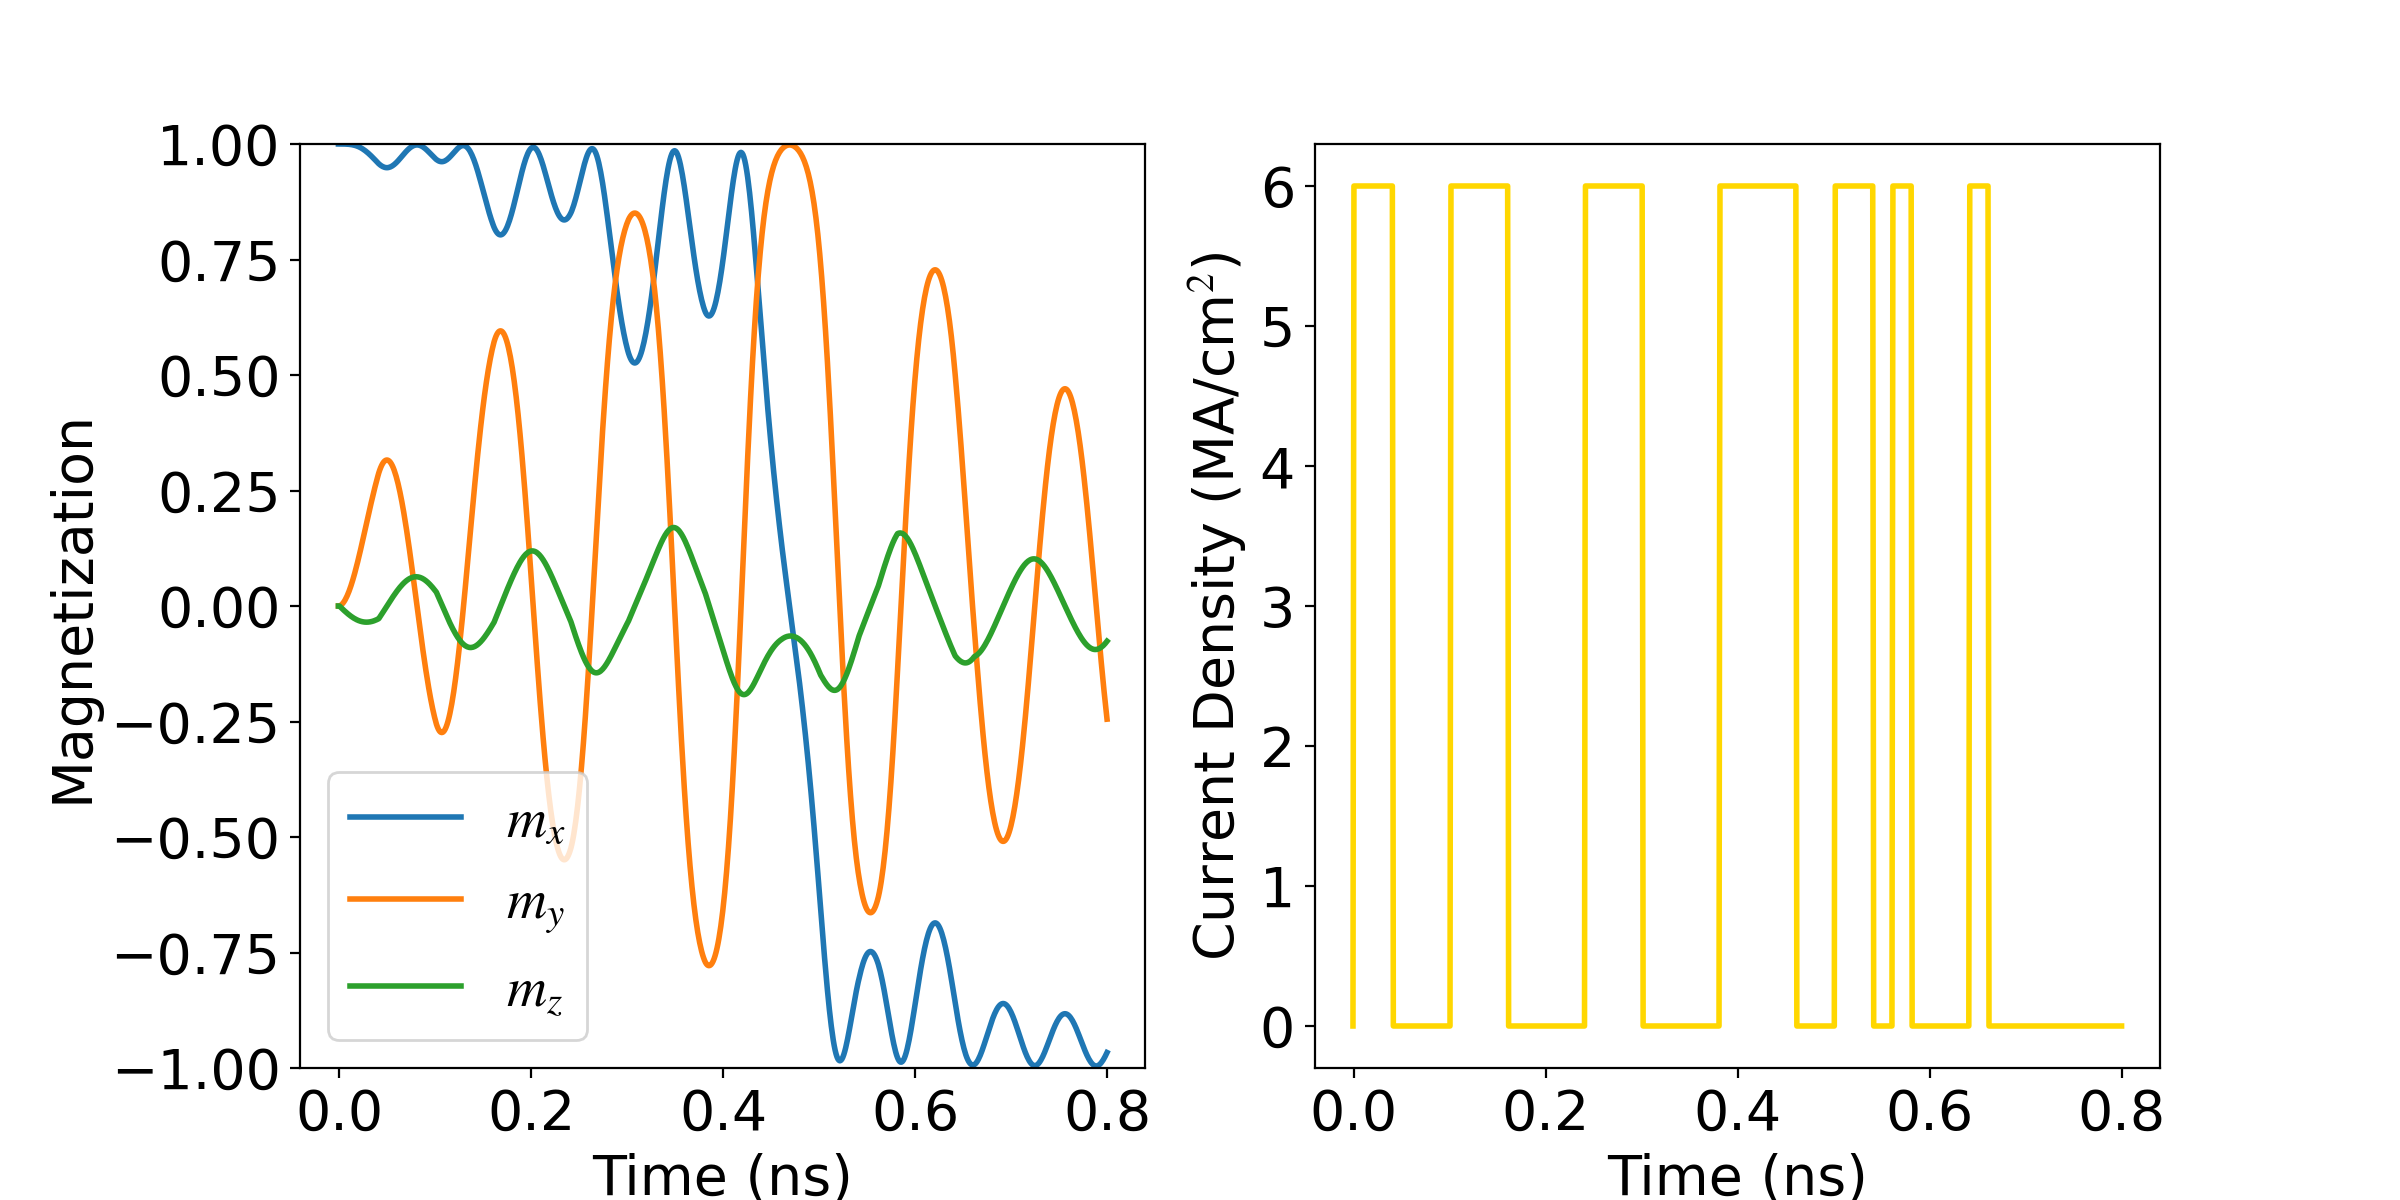 Magnetization
1.00
0.75
0.50
0.25
0.00
−0.25
−0.50
−0.75
−1.00
0.0 0.2 0.4 0.6 0.8
Time (ns)
m_x
m_y
m_z
Current Density (MA/cm²)
6
5
4
3
2
1
0
0.0 0.2 0.4 0.6 0.8
Time (ns)